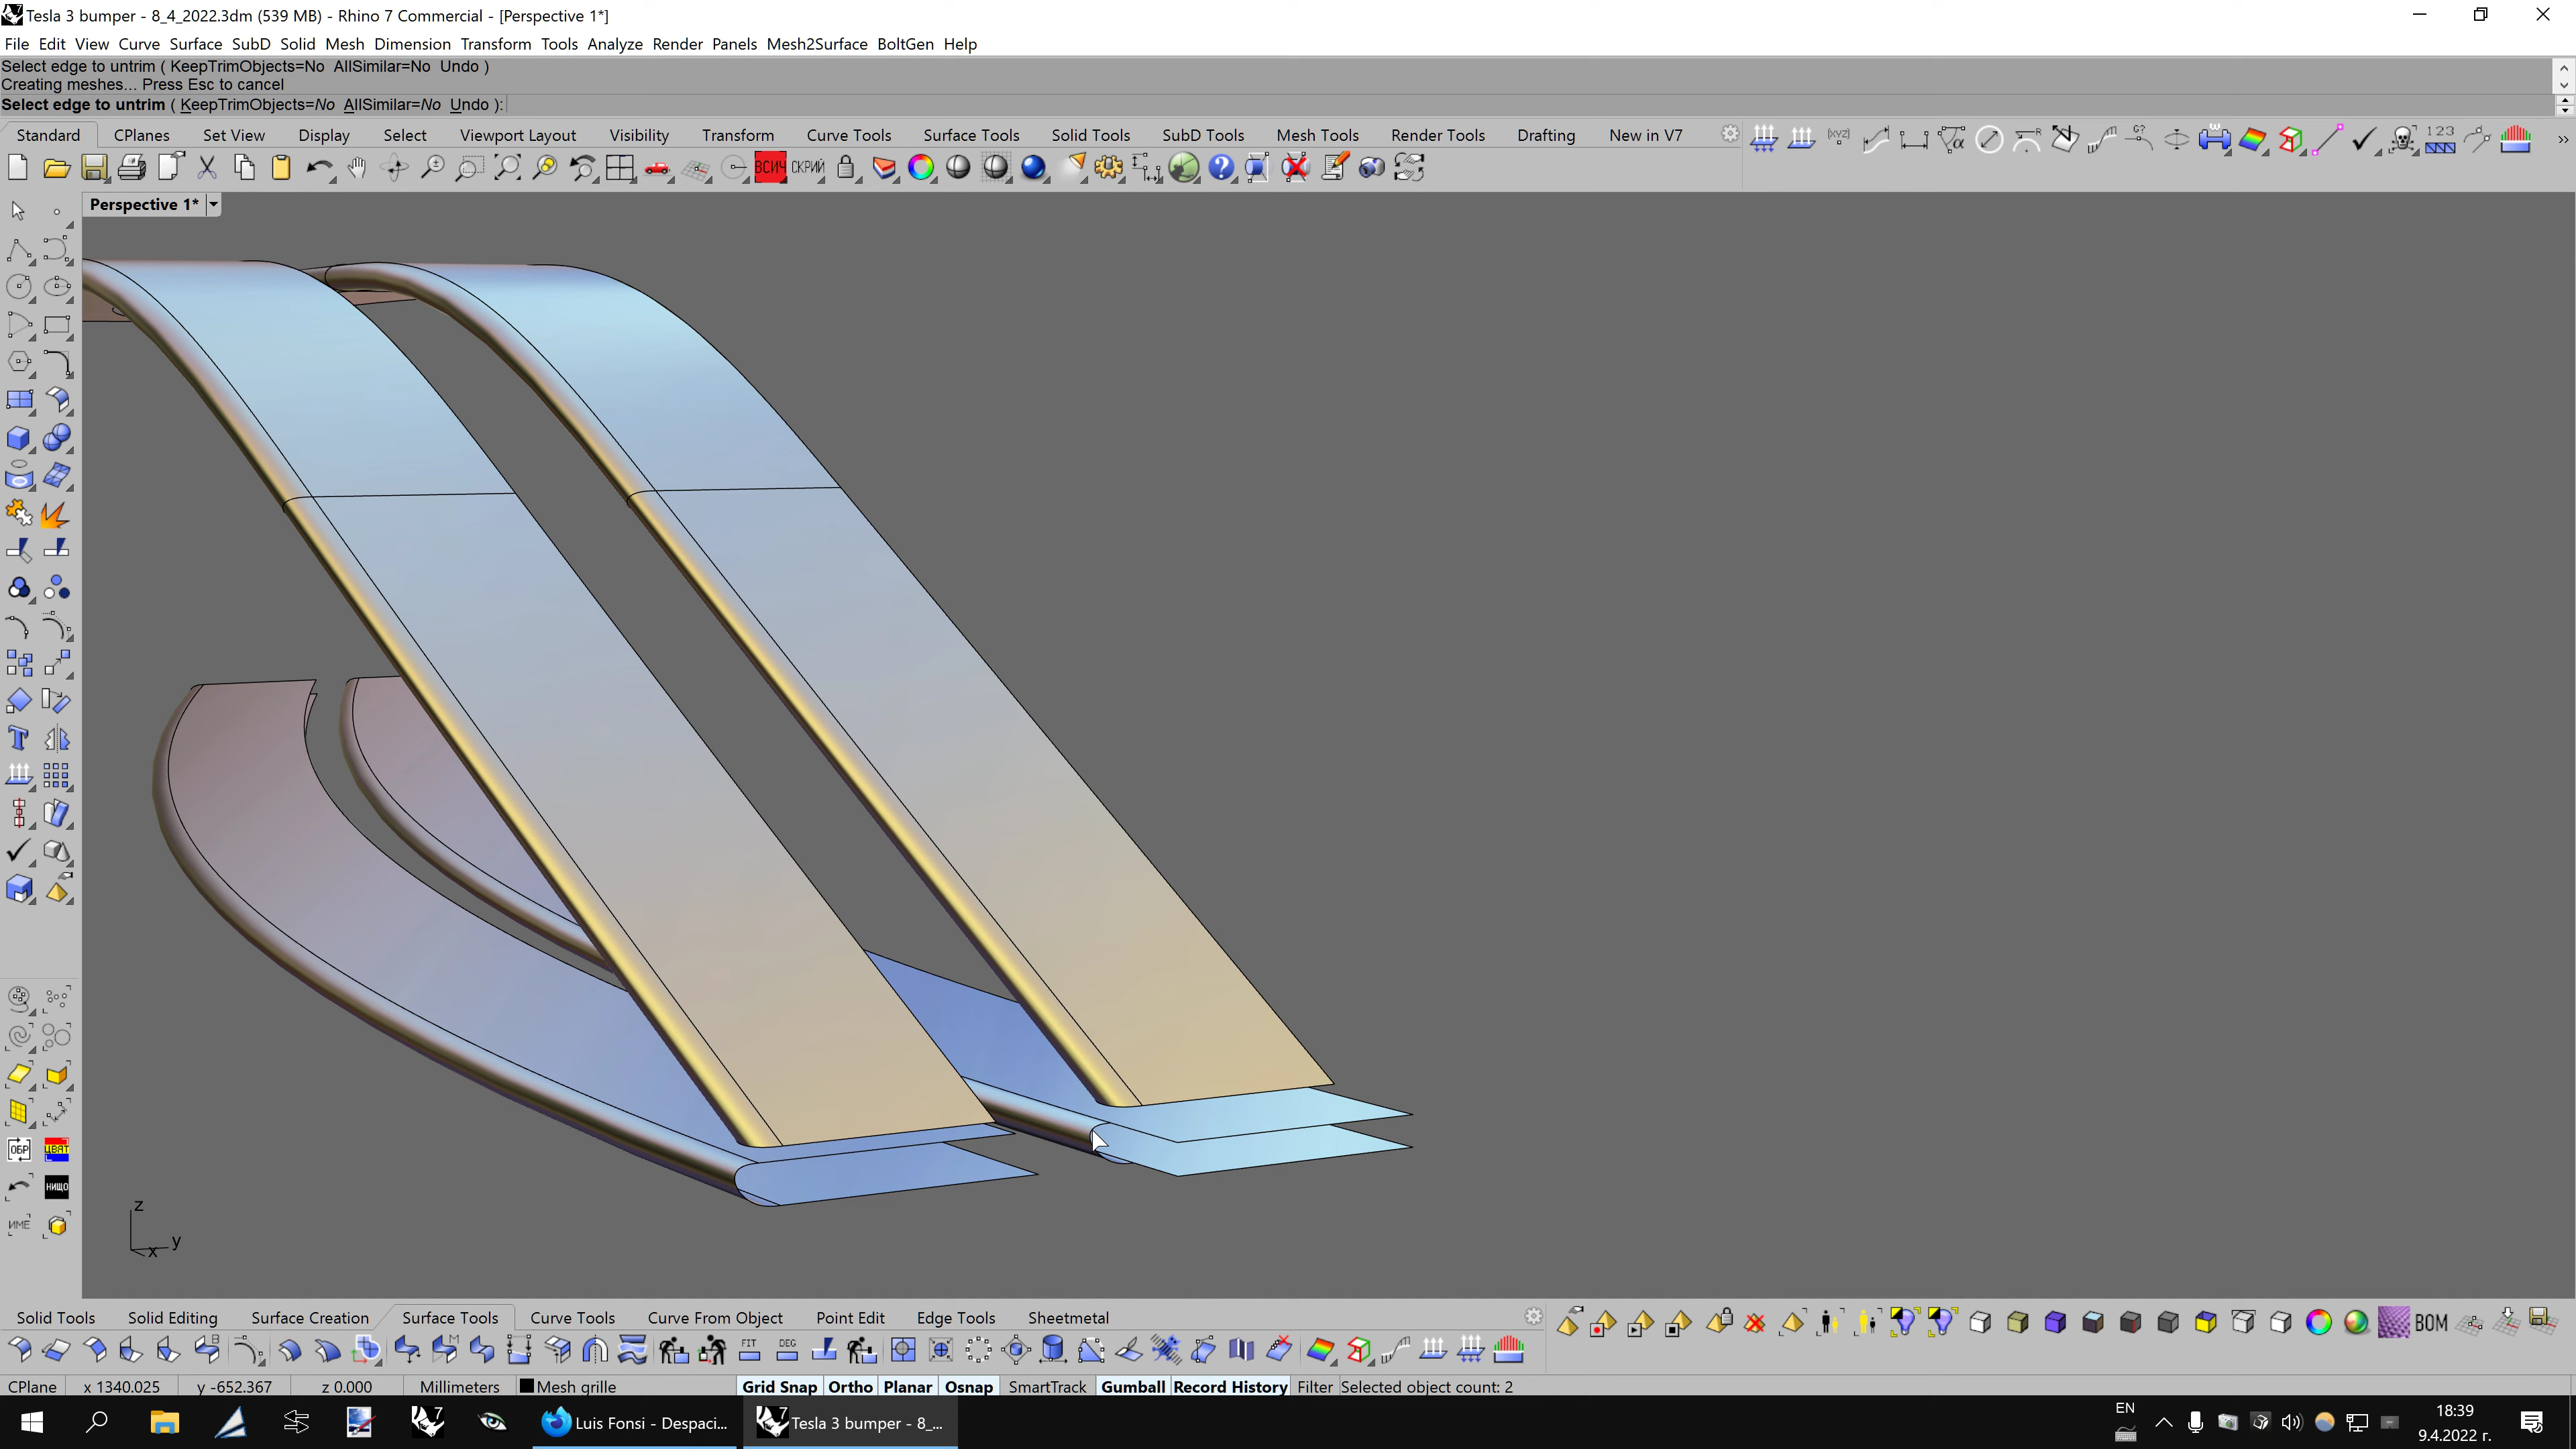 Tesla 3 bumper - 8_4_2022.3dm (539 MB) - Rhino 7 Commercial - [Perspective 1*]
File Edit View Curve Surface SubD Solid Mesh Dimension Transform Tools Analyze Render Panels Mesh2Surface BoltGen Help
Select edge to untrim ( KeepTrimObjects=No AllSimilar=No Undo )
Creating meshes... Press Esc to cancel
Select edge to untrim ( KeepTrimObjects=No AllSimilar=No Undo ):
Standard CPlanes Set View Display Select Viewport Layout Visibility Transform Curve Tools Surface Tools Solid Tools SubD Tools Mesh Tools Render Tools Drafting New in V7
ВСИЧ СКРИЙ
Perspective 1*
ОБР ЦВЯТ
НИЩО
ИМЕ
z
y
x
Solid Tools Solid Editing Surface Creation Surface Tools Curve Tools Curve From Object Point Edit Edge Tools Sheetmetal
BOM
FIT DEG
CPlane x 1340.025 y -652.367 z 0.000 Millimeters Mesh grille Grid Snap Ortho Planar Osnap SmartTrack Gumball Record History Filter Selected object count: 2
Luis Fonsi - Despaci... Tesla 3 bumper - 8_...
EN
18:39
9.4.2022 г.